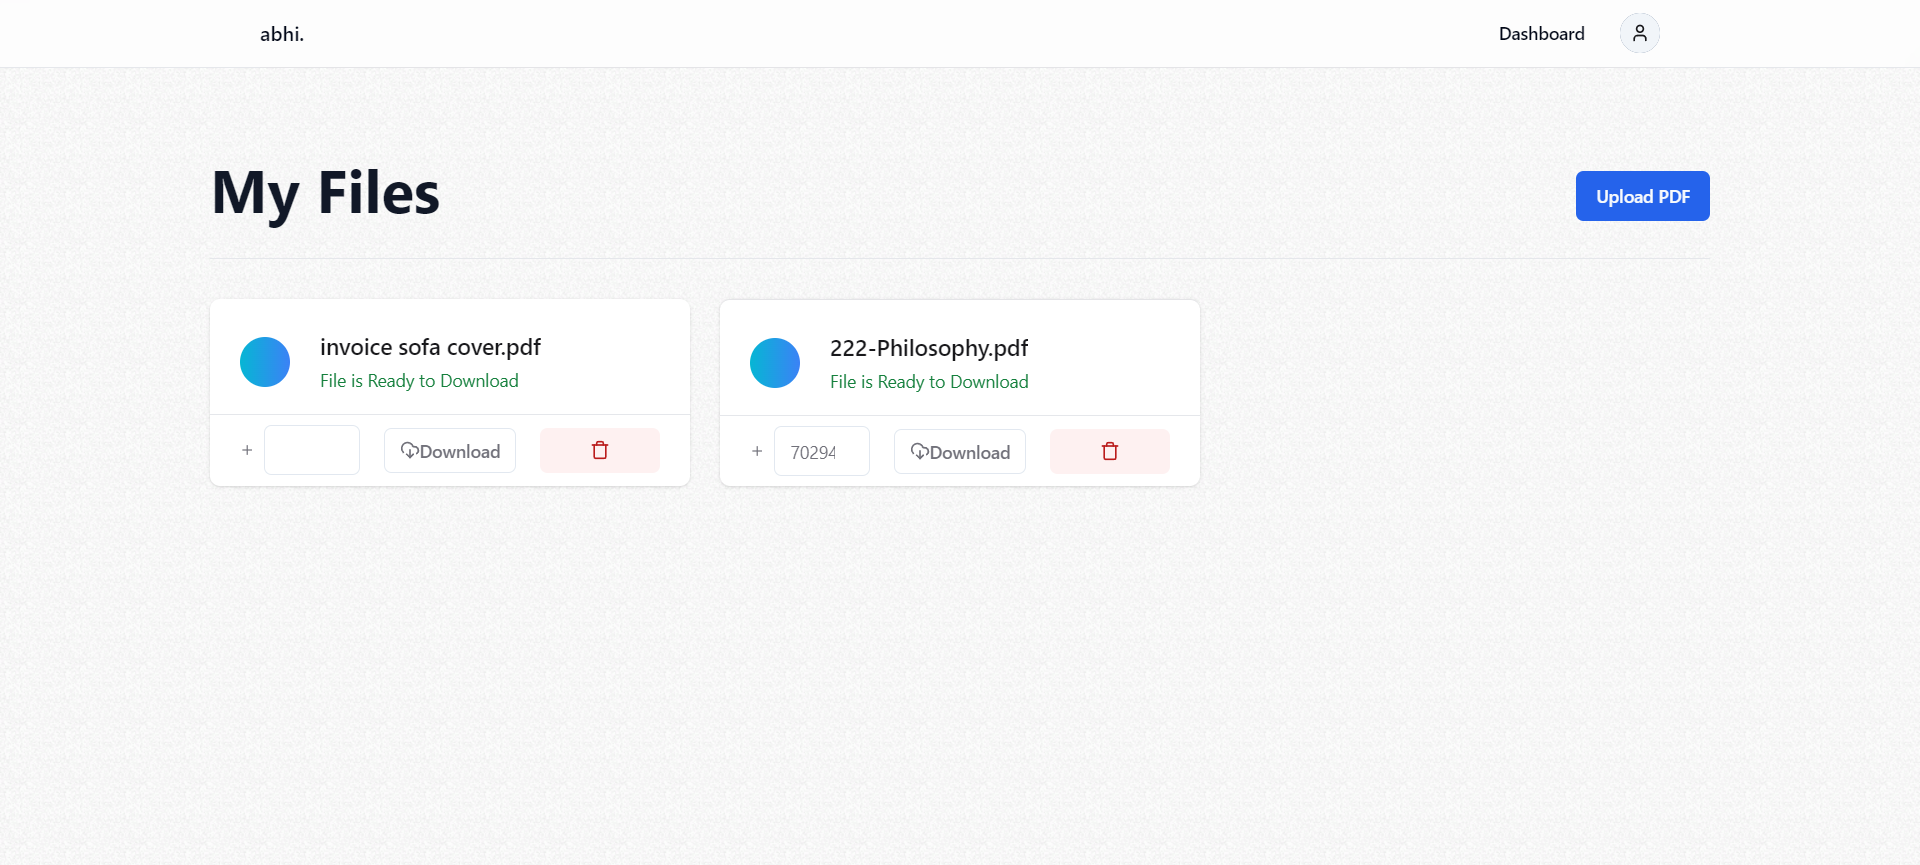 abhi.
Dashboard
My Files
Upload PDF
invoice sofa cover.pdf
File is Ready to Download
+
Download
222-Philosophy.pdf
File is Ready to Download
+
70294
Download